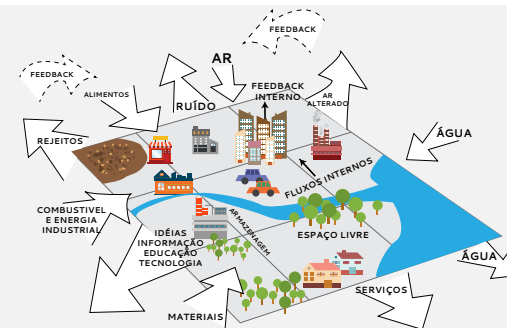 FEEDBACK
AR
FEEDBACK
FEEDBACK
INTERNO
ALIMENTOS
RUÍDO
AR
ALTERADO
REJEITOS
ÁGUA
FLUXOS INTERNOS
COMBUSTIVEL
E ENERGIA
INDUSTRIAL
ARMAZENAGEM
IDÉIAS
INFORMAÇÃO
EDUCAÇÃO
TECNOLOGIA
ESPAÇO LIVRE
ÁGUA
SERVIÇOS
MATERIAIS